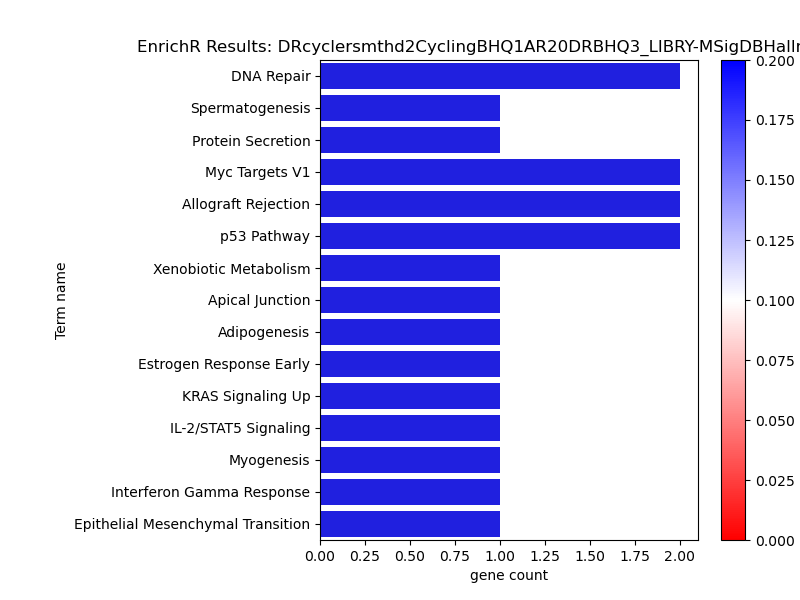 EnrichR Results: DRcyclersmthd2CyclingBHQ1AR20DRBHQ3_LIBRY-MSigDBHall
Term name
DNA Repair
Spermatogenesis
Protein Secretion
Myc Targets V1
Allograft Rejection
p53 Pathway
Xenobiotic Metabolism
Apical Junction
Adipogenesis
Estrogen Response Early
KRAS Signaling Up
IL-2/STAT5 Signaling
Myogenesis
Interferon Gamma Response
Epithelial Mesenchymal Transition
0.00 0.25 0.50 0.75 1.00 1.25 1.50 1.75 2.00
gene count
0.200
0.175
0.150
0.125
0.100
0.075
0.050
0.025
0.000